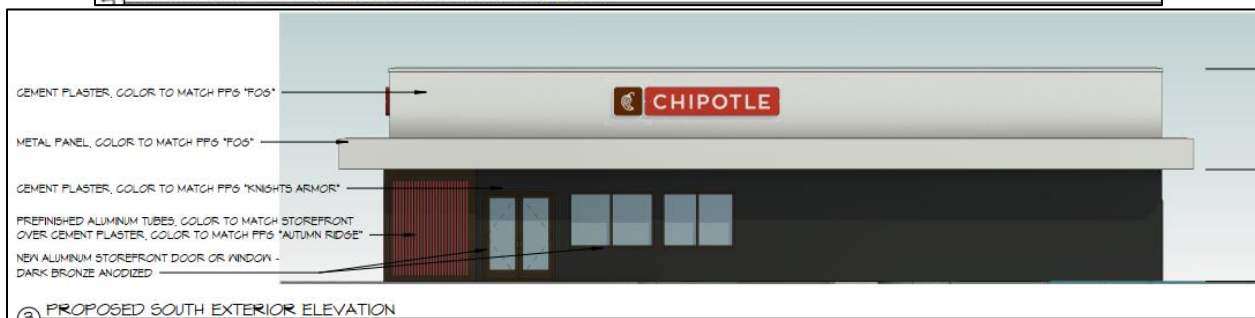 CEMENT PLASTER, COLOR TO MATCH PPG "FOG"
CHIPOTLE
METAL PANEL, COLOR TO MATCH PPG "FOG"
CEMENT PLASTER, COLOR TO MATCH PPG "KNIGHTS ARMOR"
PREFINISHED ALUMINUM TUBES, COLOR TO MATCH STOREFRONT
OVER CEMENT PLASTER, COLOR TO MATCH PPG "AUTUMN RIDGE"
NEW ALUMINUM STOREFRONT DOOR OR WINDOW -
DARK BRONZE ANODIZED
PROPOSED SOUTH EXTERIOR ELEVATION